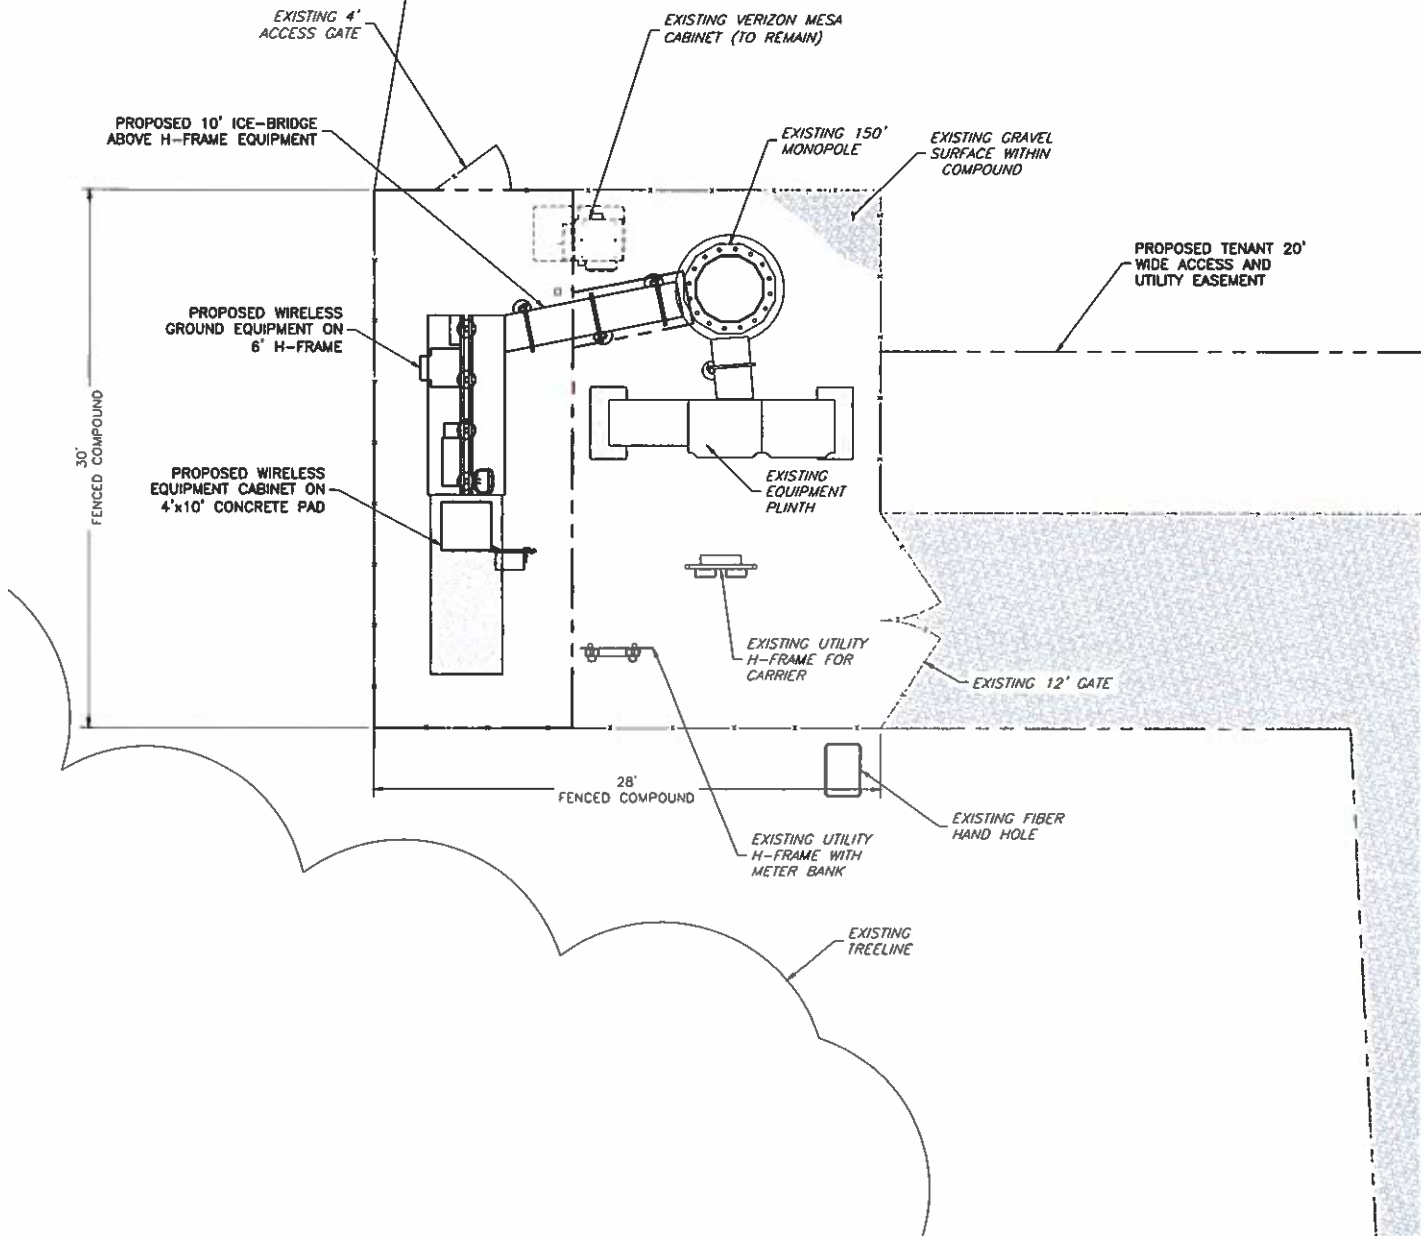 EXISTING 4'
ACCESS GATE
EXISTING VERIZON MESA
CABINET (TO REMAIN)
PROPOSED 10' ICE-BRIDGE
ABOVE H-FRAME EQUIPMENT
EXISTING 150'
MONOPOLE
EXISTING GRAVEL
SURFACE WITHIN
COMPOUND
PROPOSED TENANT 20'
WIDE ACCESS AND
UTILITY EASEMENT
PROPOSED WIRELESS
GROUND EQUIPMENT ON
6' H-FRAME
30'
FENCED COMPOUND
PROPOSED WIRELESS
EQUIPMENT CABINET ON
4'x10' CONCRETE PAD
EXISTING
EQUIPMENT
PLINTH
EXISTING UTILITY
H-FRAME FOR
CARRIER
EXISTING 12' GATE
28'
FENCED COMPOUND
EXISTING FIBER
HAND HOLE
EXISTING UTILITY
H-FRAME WITH
METER BANK
EXISTING
TREELINE